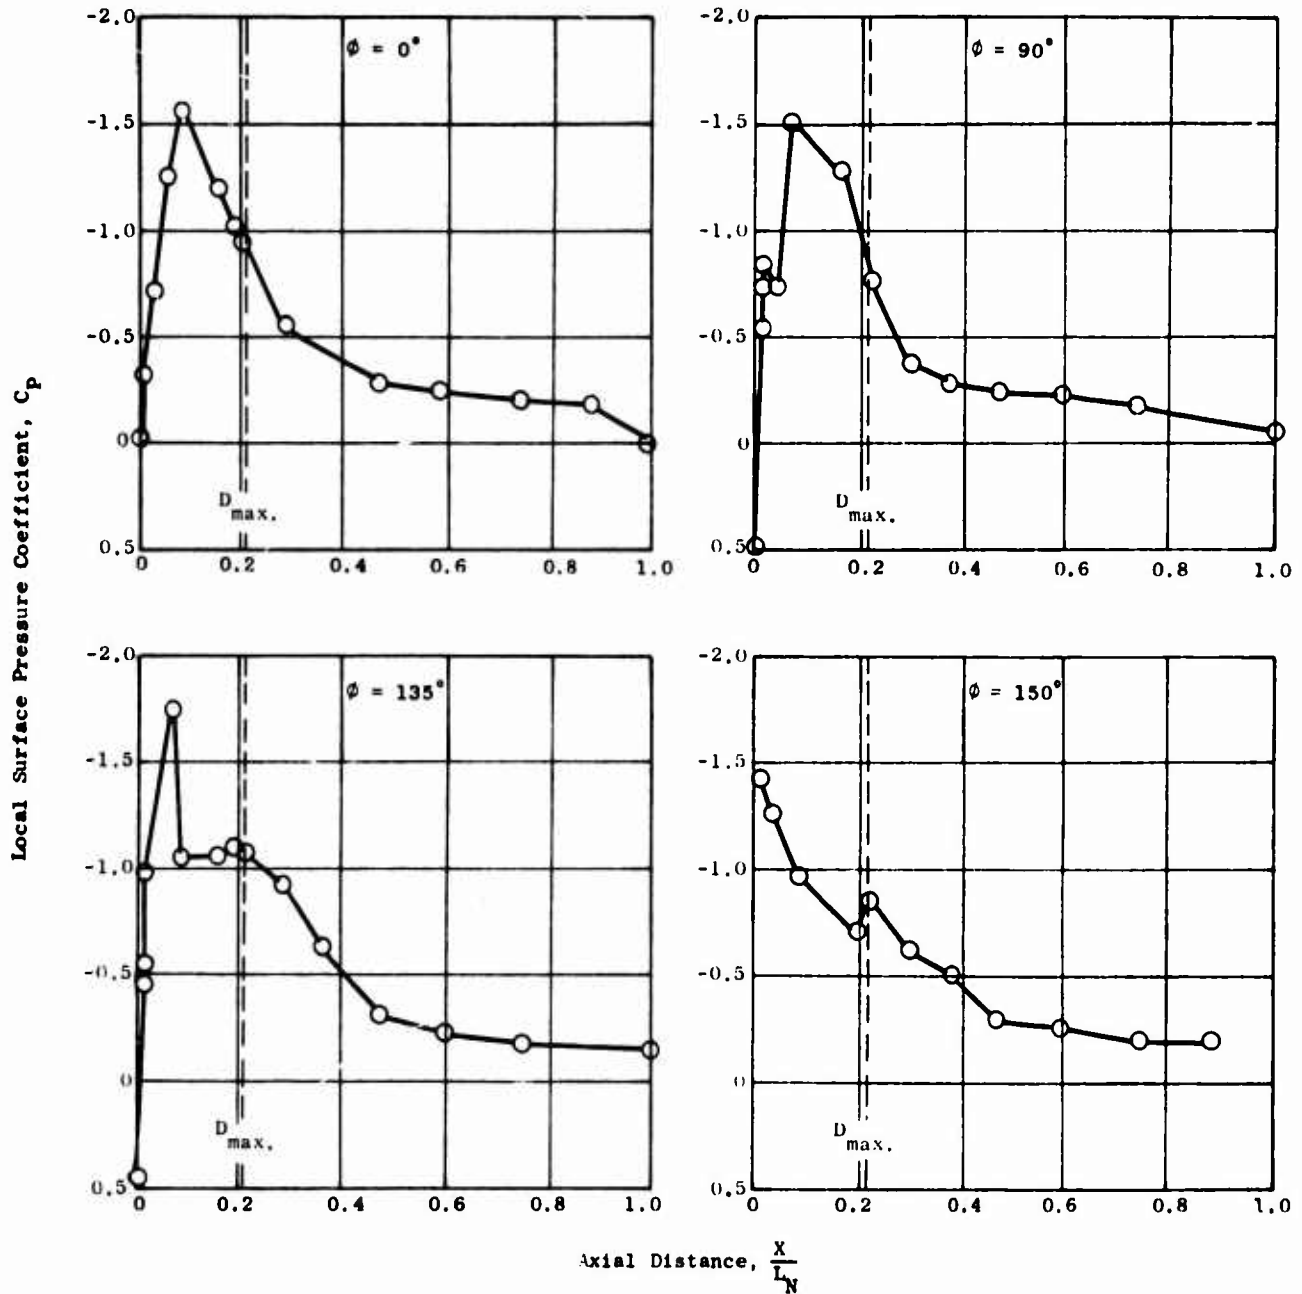 -2.0
ϕ = 0°
-1.5
-1.0
-0.5
0
D max.
0.5
0 0.2 0.4 0.6 0.8 1.0
-2.0
ϕ = 90°
-1.5
-1.0
-0.5
0
D max.
0.5
0 0.2 0.4 0.6 0.8 1.0
Local Surface Pressure Coefficient, Cp
-2.0
ϕ = 135°
-1.5
-1.0
-0.5
0
D max.
0.5
0 0.2 0.4 0.6 0.8 1.0
-2.0
ϕ = 150°
-1.5
-1.0
-0.5
0
D max.
0.5
0 0.2 0.4 0.6 0.8 1.0
Axial Distance, X/LN